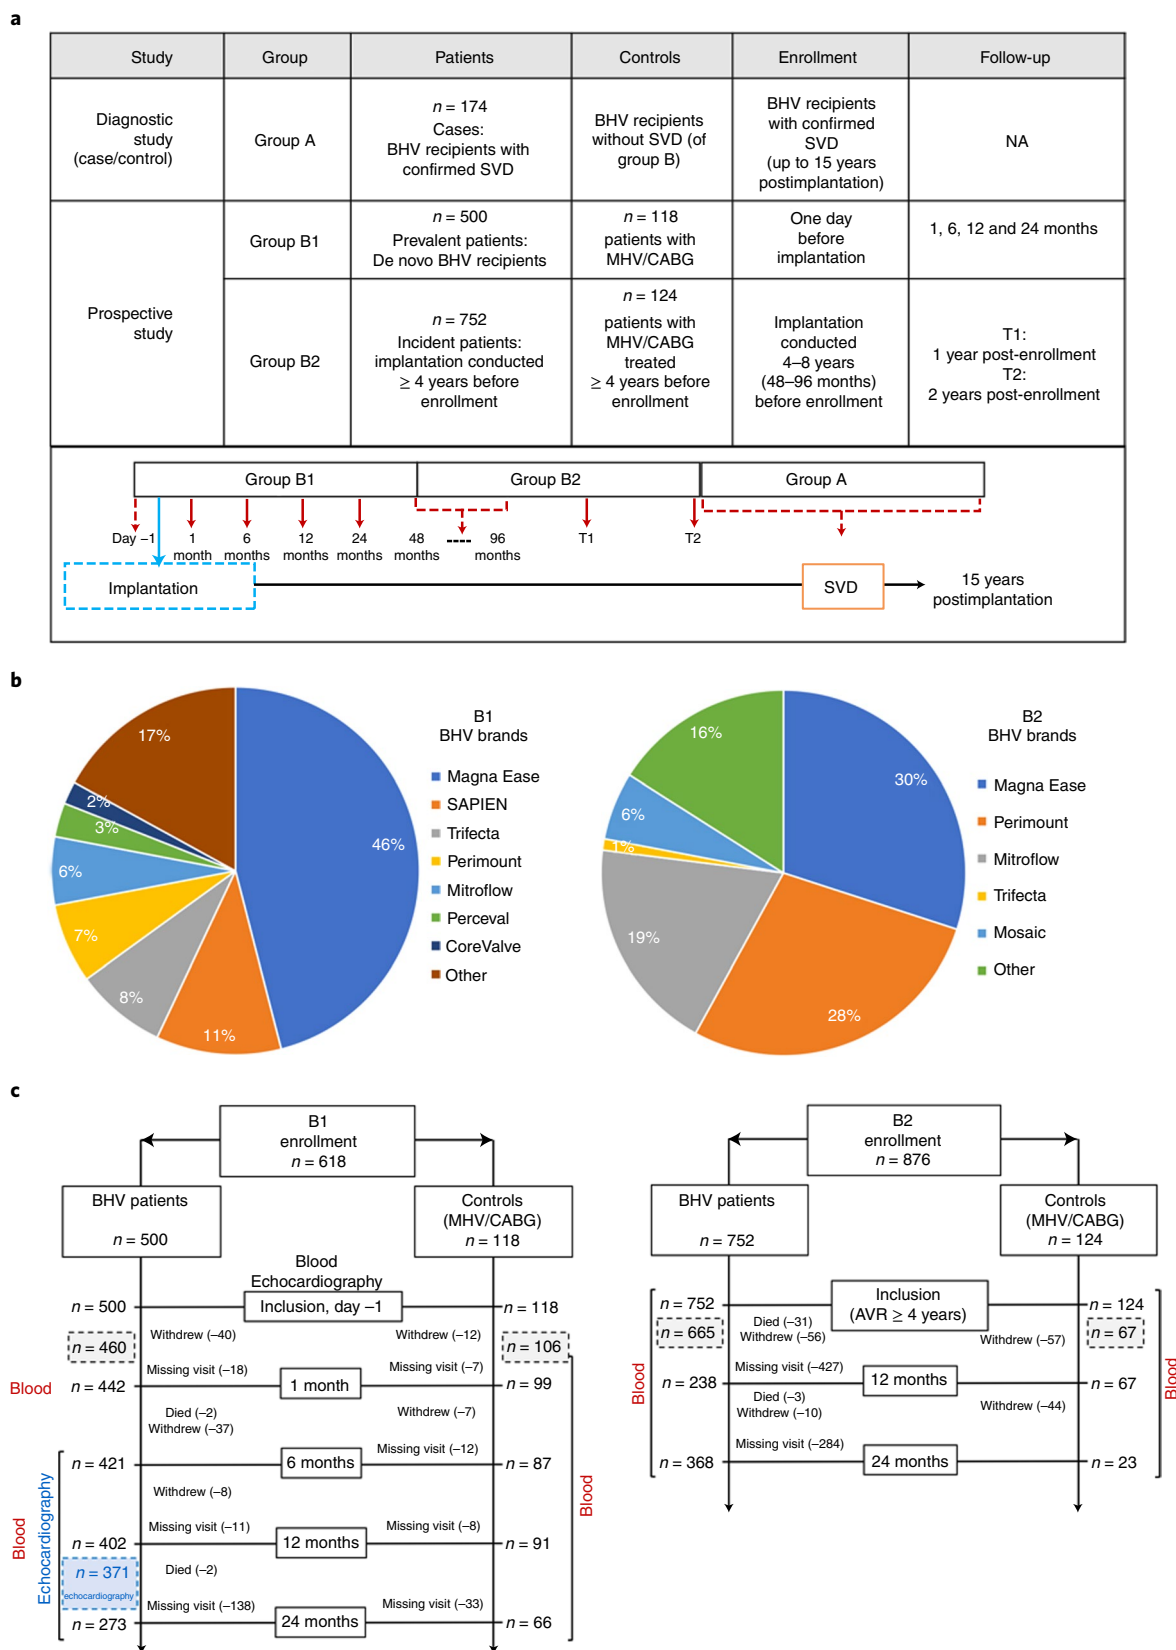 a
Study
Group
Patients
Controls
Enrollment
Follow-up
Diagnostic
study
(case/control)
Group A
n = 174
Cases:
BHV recipients with
confirmed SVD
BHV recipients
without SVD (of
group B)
BHV recipients
with confirmed
SVD
(up to 15 years
postimplantation)
NA
Prospective
study
Group B1
n = 500
Prevalent patients:
De novo BHV recipients
n = 118
patients with
MHV/CABG
One day
before
implantation
1, 6, 12 and 24 months
Group B2
n = 752
Incident patients:
implantation conducted
≥ 4 years before
enrollment
n = 124
patients with
MHV/CABG
treated
≥ 4 years before
enrollment
Implantation
conducted
4–8 years
(48–96 months)
before enrollment
T1:
1 year post-enrollment
T2:
2 years post-enrollment
Group B1
Group B2
Group A
Day –1
1
month
6
months
12
months
24
months
48
months
96
months
T1
T2
Implantation
SVD
15 years
postimplantation
b
B1
BHV brands
17%
2%
3%
6%
7%
8%
11%
46%
Magna Ease
SAPIEN
Trifecta
Perimount
Mitroflow
Perceval
CoreValve
Other
B2
BHV brands
16%
6%
1%
19%
28%
30%
Magna Ease
Perimount
Mitroflow
Trifecta
Mosaic
Other
c
B1
enrollment
n = 618
BHV patients
n = 500
Controls
(MHV/CABG)
n = 118
Blood
Echocardiography
n = 500
Inclusion, day –1
n = 118
Withdrew (–40)
Withdrew (–12)
n = 460
n = 106
Missing visit (–18)
Missing visit (–7)
Blood
n = 442
1 month
n = 99
Died (–2)
Withdrew (–37)
Withdrew (–7)
Missing visit (–12)
n = 421
6 months
n = 87
Withdrew (–8)
Missing visit (–11)
Missing visit (–8)
n = 402
12 months
n = 91
n = 371
echocardiography
Died (–2)
Missing visit (–138)
Missing visit (–33)
n = 273
24 months
n = 66
Blood
Echocardiography
Blood
B2
enrollment
n = 876
BHV patients
n = 752
Controls
(MHV/CABG)
n = 124
n = 752
Inclusion
(AVR ≥ 4 years)
n = 124
n = 665
Died (–31)
Withdrew (–56)
Withdrew (–57)
n = 67
Missing visit (–427)
n = 238
12 months
n = 67
Died (–3)
Withdrew (–10)
Withdrew (–44)
Missing visit (–284)
n = 368
24 months
n = 23
Blood
Blood